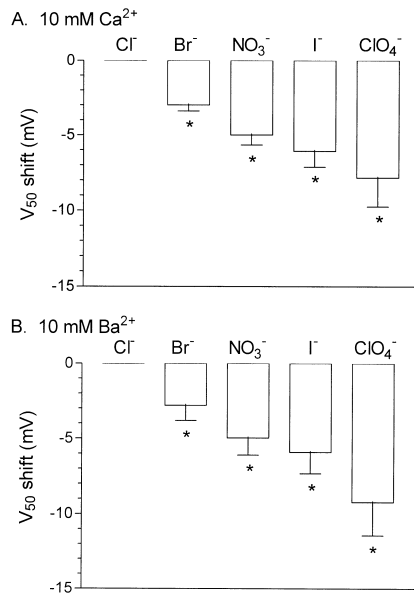 A. 10 mM Ca²⁺
Cl⁻ Br⁻ NO₃⁻ I⁻ ClO₄⁻
0
-5
-10
-15
V₅₀ shift (mV)
* * * * *
B. 10 mM Ba²⁺
Cl⁻ Br⁻ NO₃⁻ I⁻ ClO₄⁻
0
-5
-10
-15
V₅₀ shift (mV)
* * * *